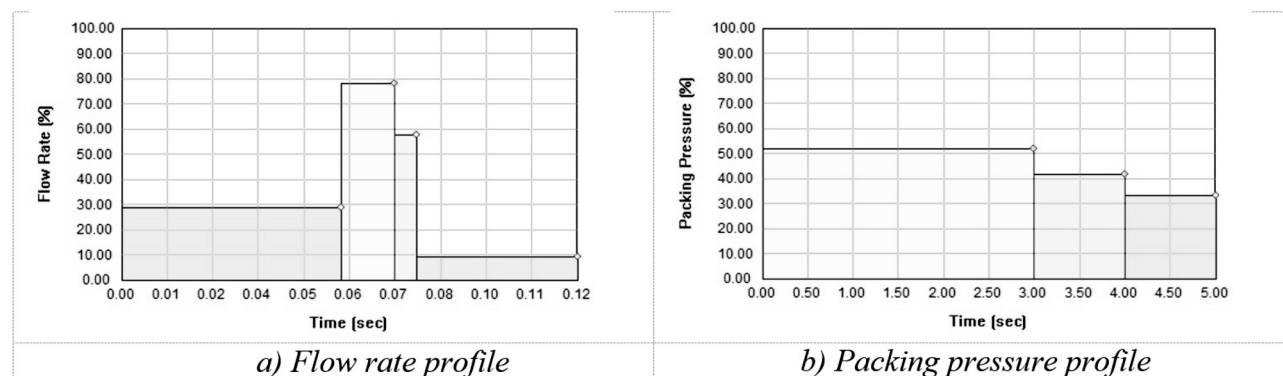 100.00
90.00
80.00
70.00
60.00
50.00
40.00
30.00
20.00
10.00
0.00
Flow Rate (%)
0.00 0.01 0.02 0.04 0.05 0.06 0.07 0.08 0.10 0.11 0.12
Time (sec)
a) Flow rate profile
100.00
90.00
80.00
70.00
60.00
50.00
40.00
30.00
20.00
10.00
0.00
Packing Pressure (%)
0.00 0.50 1.00 1.50 2.00 2.50 3.00 3.50 4.00 4.50 5.00
Time (sec)
b) Packing pressure profile